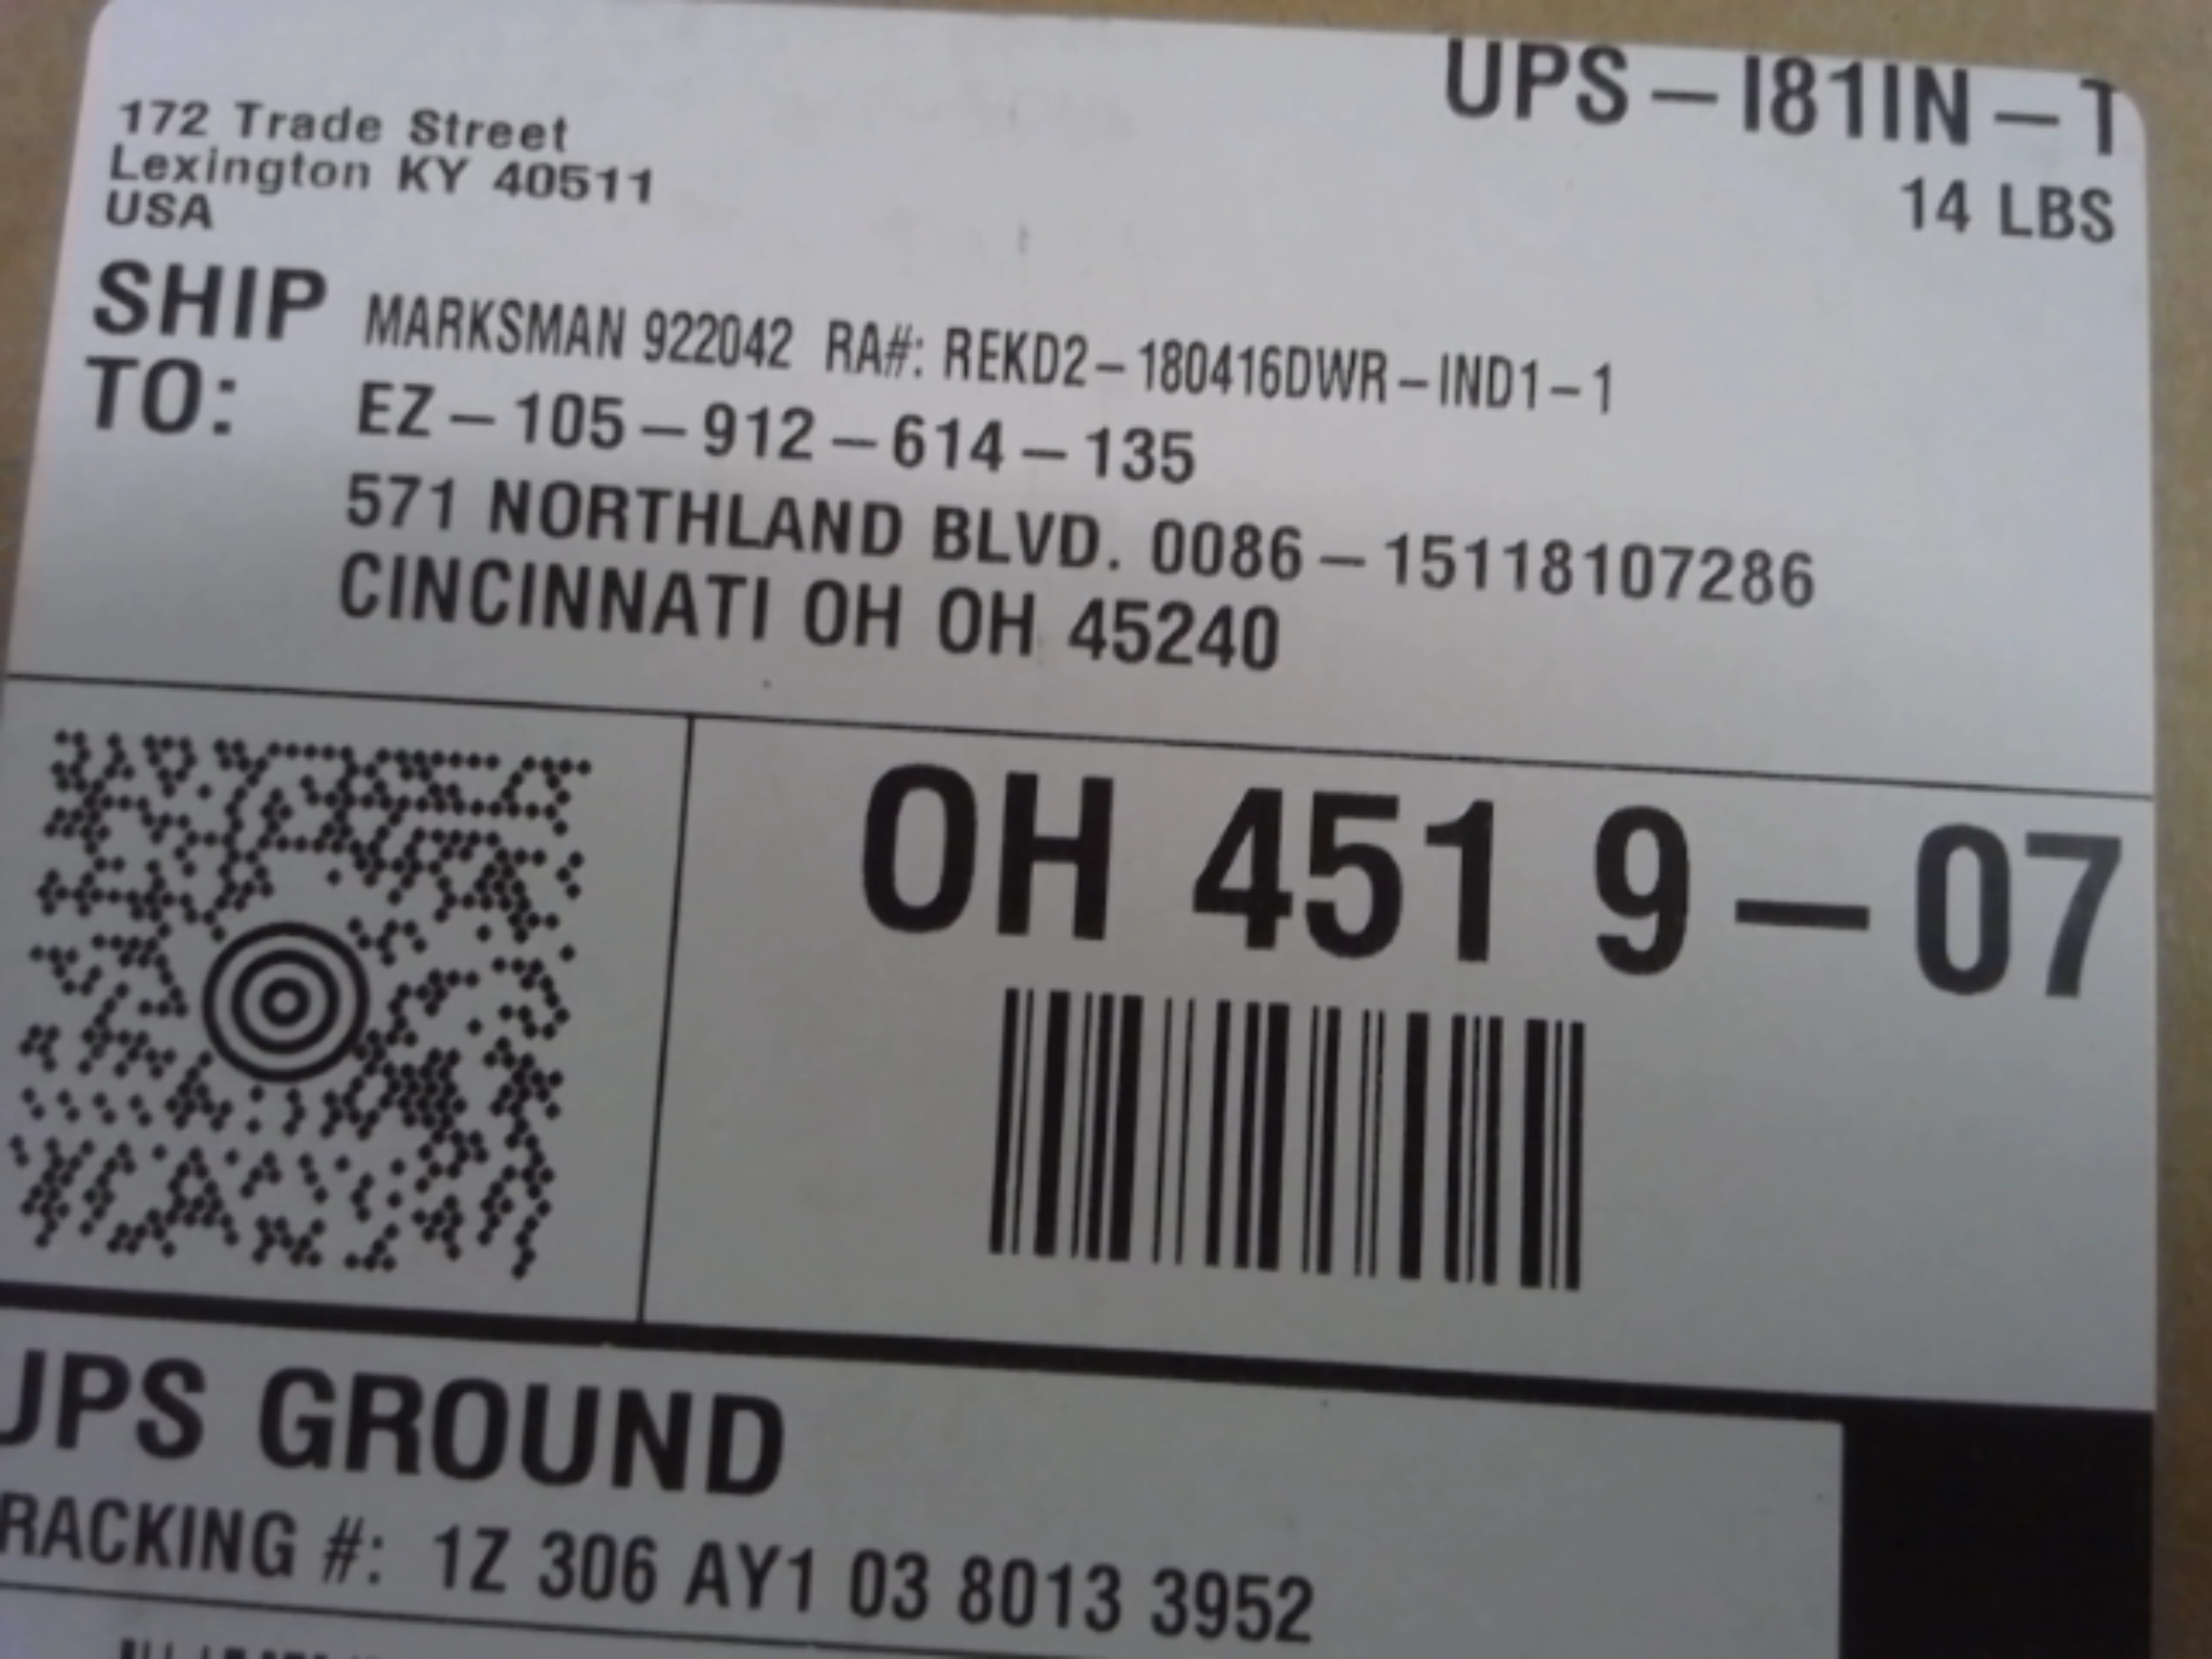 UPS-I81IN-T
14 LBS
172 Trade Street
Lexington KY 40511
USA
SHIP TO:
MARKSMAN 922042 RA#: REKD2-180416DWR-IND1-1
EZ-105-912-614-135
571 NORTHLAND BLVD. 0086-15118107286
CINCINNATI OH OH 45240
OH 451 9-07
UPS GROUND
TRACKING #: 1Z 306 AY1 03 8013 3952